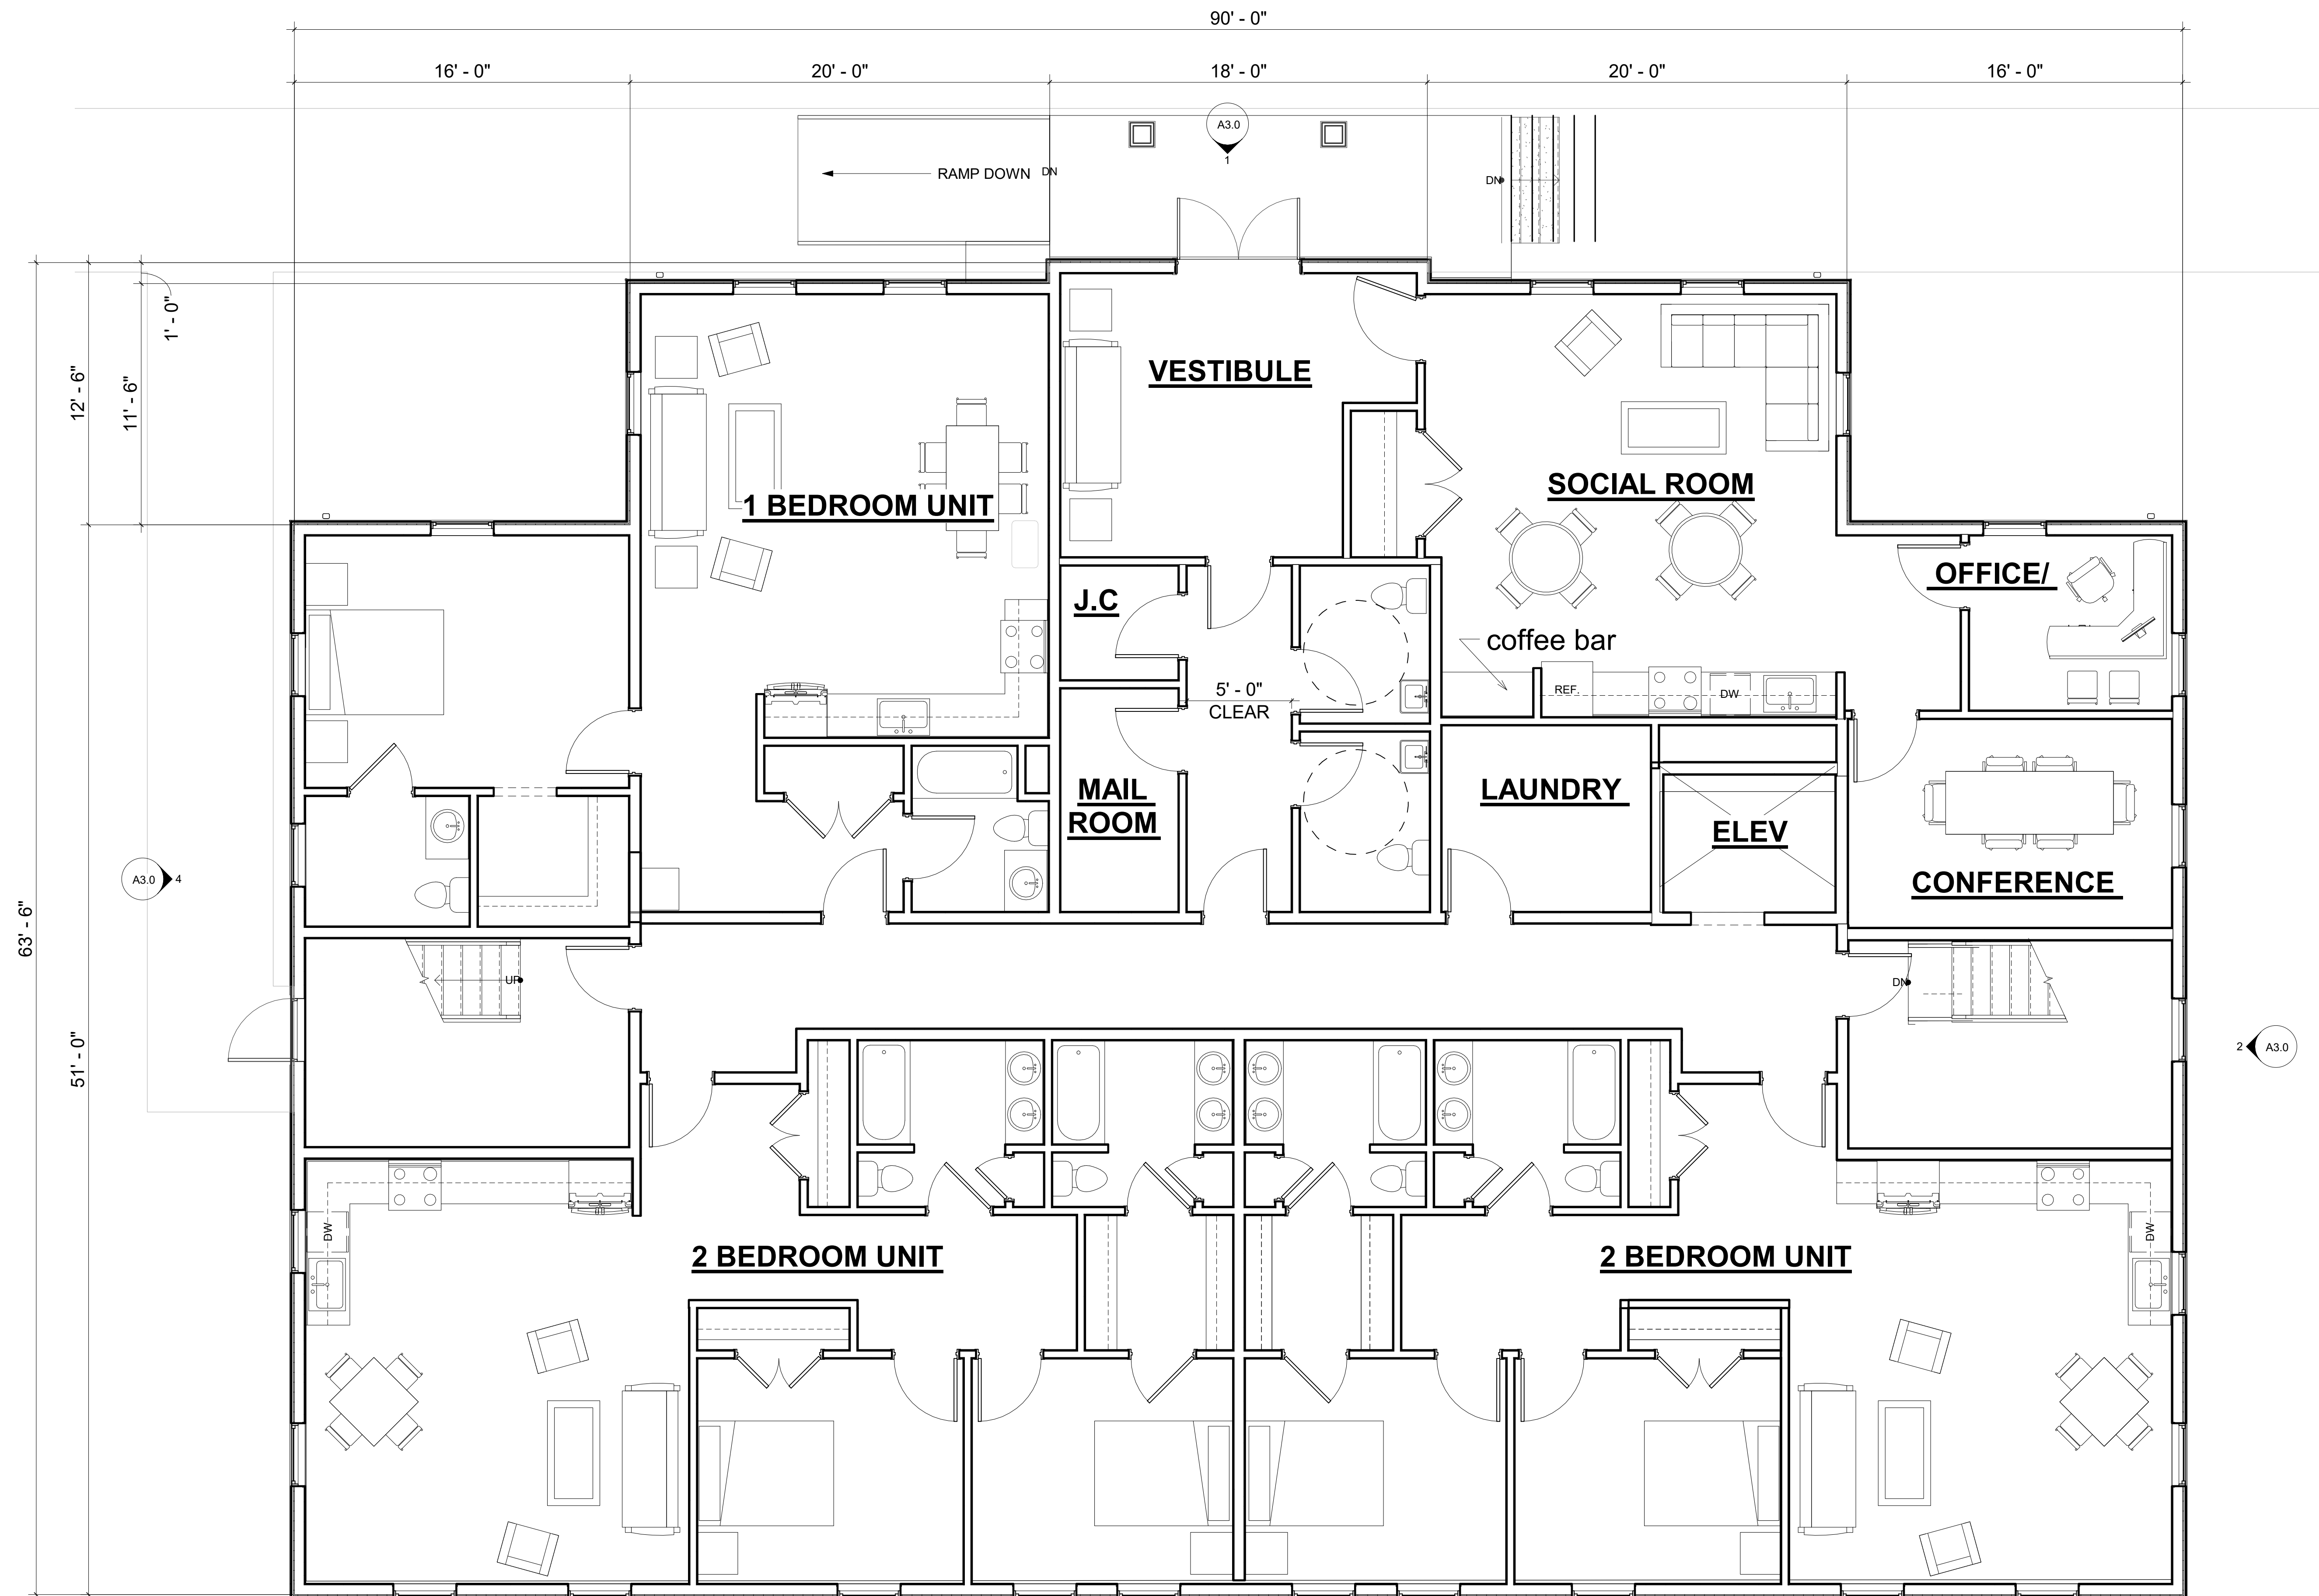 90' - 0"
16' - 0"
20' - 0"
18' - 0"
20' - 0"
16' - 0"
A3.0
1
RAMP DOWN
DN
DN
1' - 0"
12' - 6"
11' - 6"
VESTIBULE
SOCIAL ROOM
1 BEDROOM UNIT
OFFICE/
J.C
coffee bar
REF.
DW
5' - 0"
CLEAR
MAIL
ROOM
LAUNDRY
ELEV
CONFERENCE
A3.0
4
63' - 6"
UP
DN
51' - 0"
2
A3.0
DW
DW
2 BEDROOM UNIT
2 BEDROOM UNIT